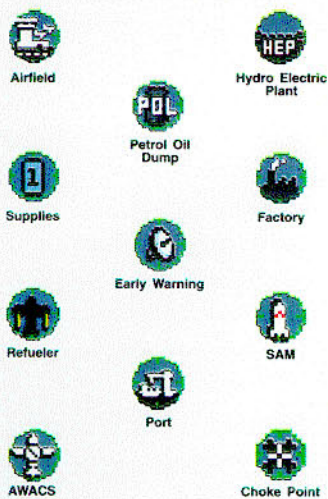 HEP
Airfield
Hydro Electric
Plant
POL
Petrol Oil
Dump
1
Supplies
Factory
Early Warning
Refueler
SAM
Port
AWACS
Choke Point